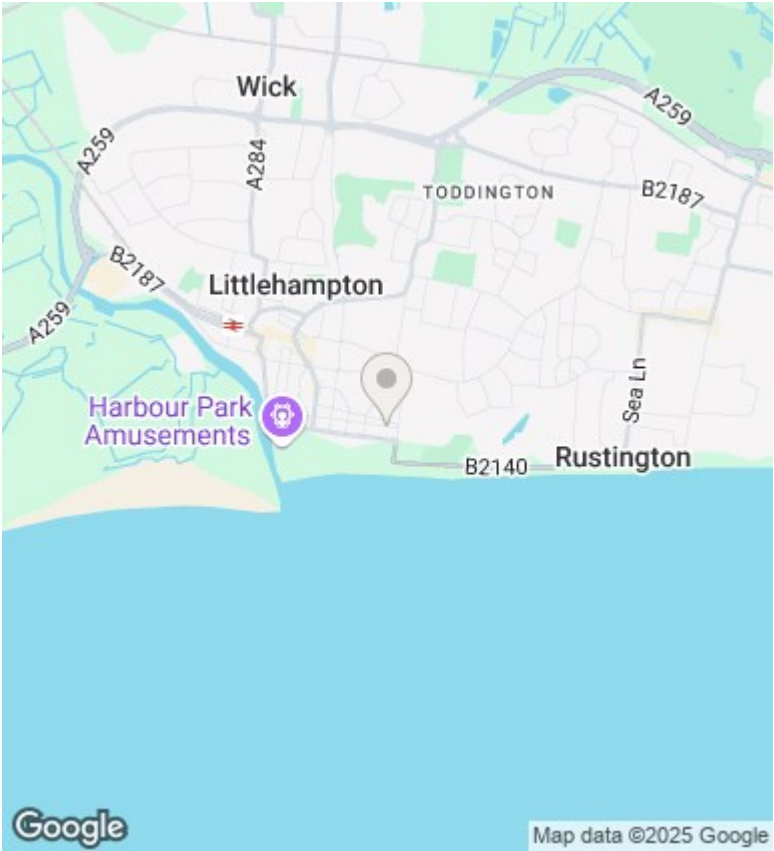 Wick
A259
A259
A284
TODDINGTON
B2187
B2187
Littlehampton
A259
Sea Ln
Harbour Park
Amusements
B2140
Rustington
Google
Map data ©2025 Google